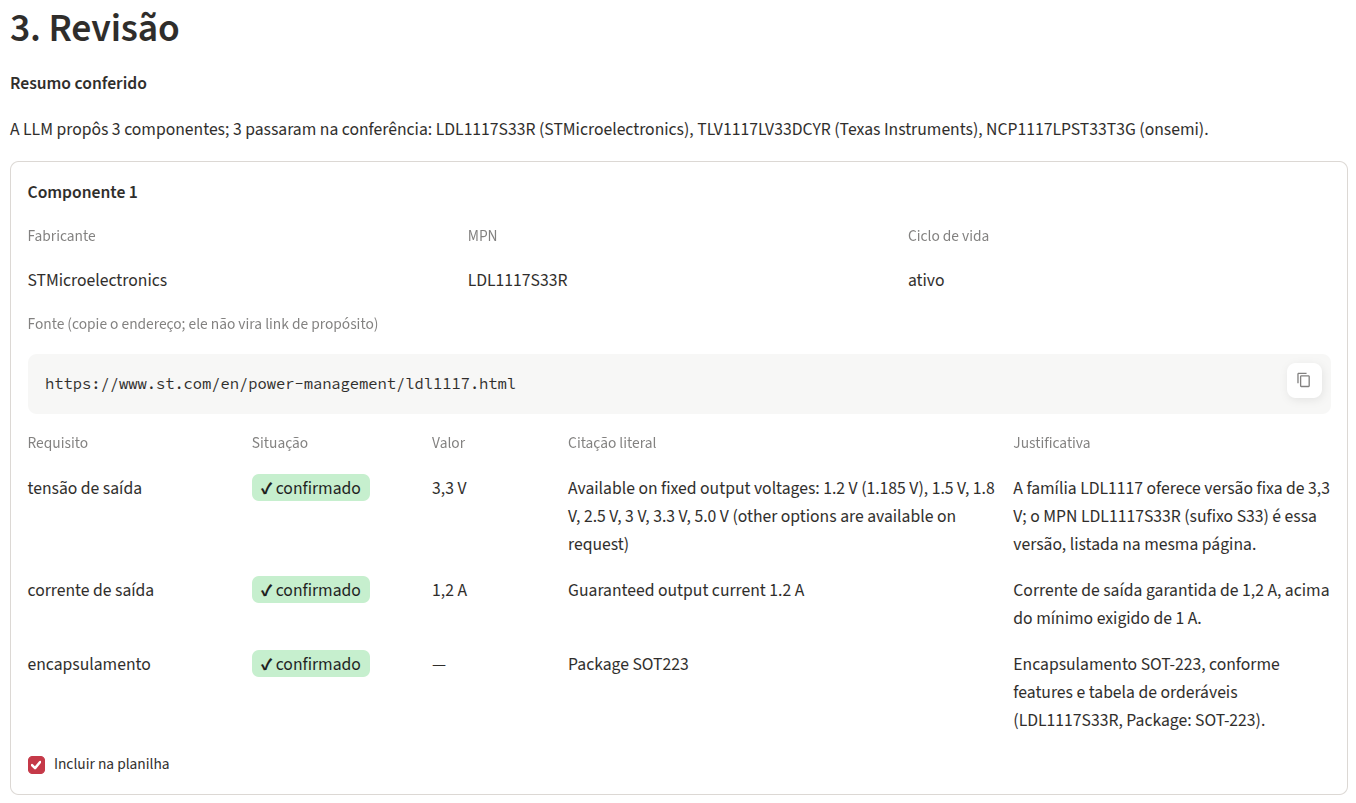 3. Revisão
Resumo conferido
A LLM propôs 3 componentes; 3 passaram na conferência: LDL1117S33R (STMicroelectronics), TLV1117LV33DCYR (Texas Instruments), NCP1117LPST33T3G (onsemi).
Componente 1
Fabricante MPN Ciclo de vida
STMicroelectronics LDL1117S33R ativo
Fonte (copie o endereço; ele não vira link de propósito)
https://www.st.com/en/power-management/ldl1117.html
Requisito Situação Valor Citação literal Justificativa
tensão de saída ✓ confirmado 3,3 V Available on fixed output voltages: 1.2 V (1.185 V), 1.5 V, 1.8 A família LDL1117 oferece versão fixa de 3,3
V, 2.5 V, 3 V, 3.3 V, 5.0 V (other options are available on V; o MPN LDL1117S33R (sufixo S33) é essa
request) versão, listada na mesma página.
corrente de saída ✓ confirmado 1,2 A Guaranteed output current 1.2 A Corrente de saída garantida de 1,2 A, acima
do mínimo exigido de 1 A.
encapsulamento ✓ confirmado — Package SOT223 Encapsulamento SOT-223, conforme
features e tabela de orderáveis
(LDL1117S33R, Package: SOT-223).
Incluir na planilha